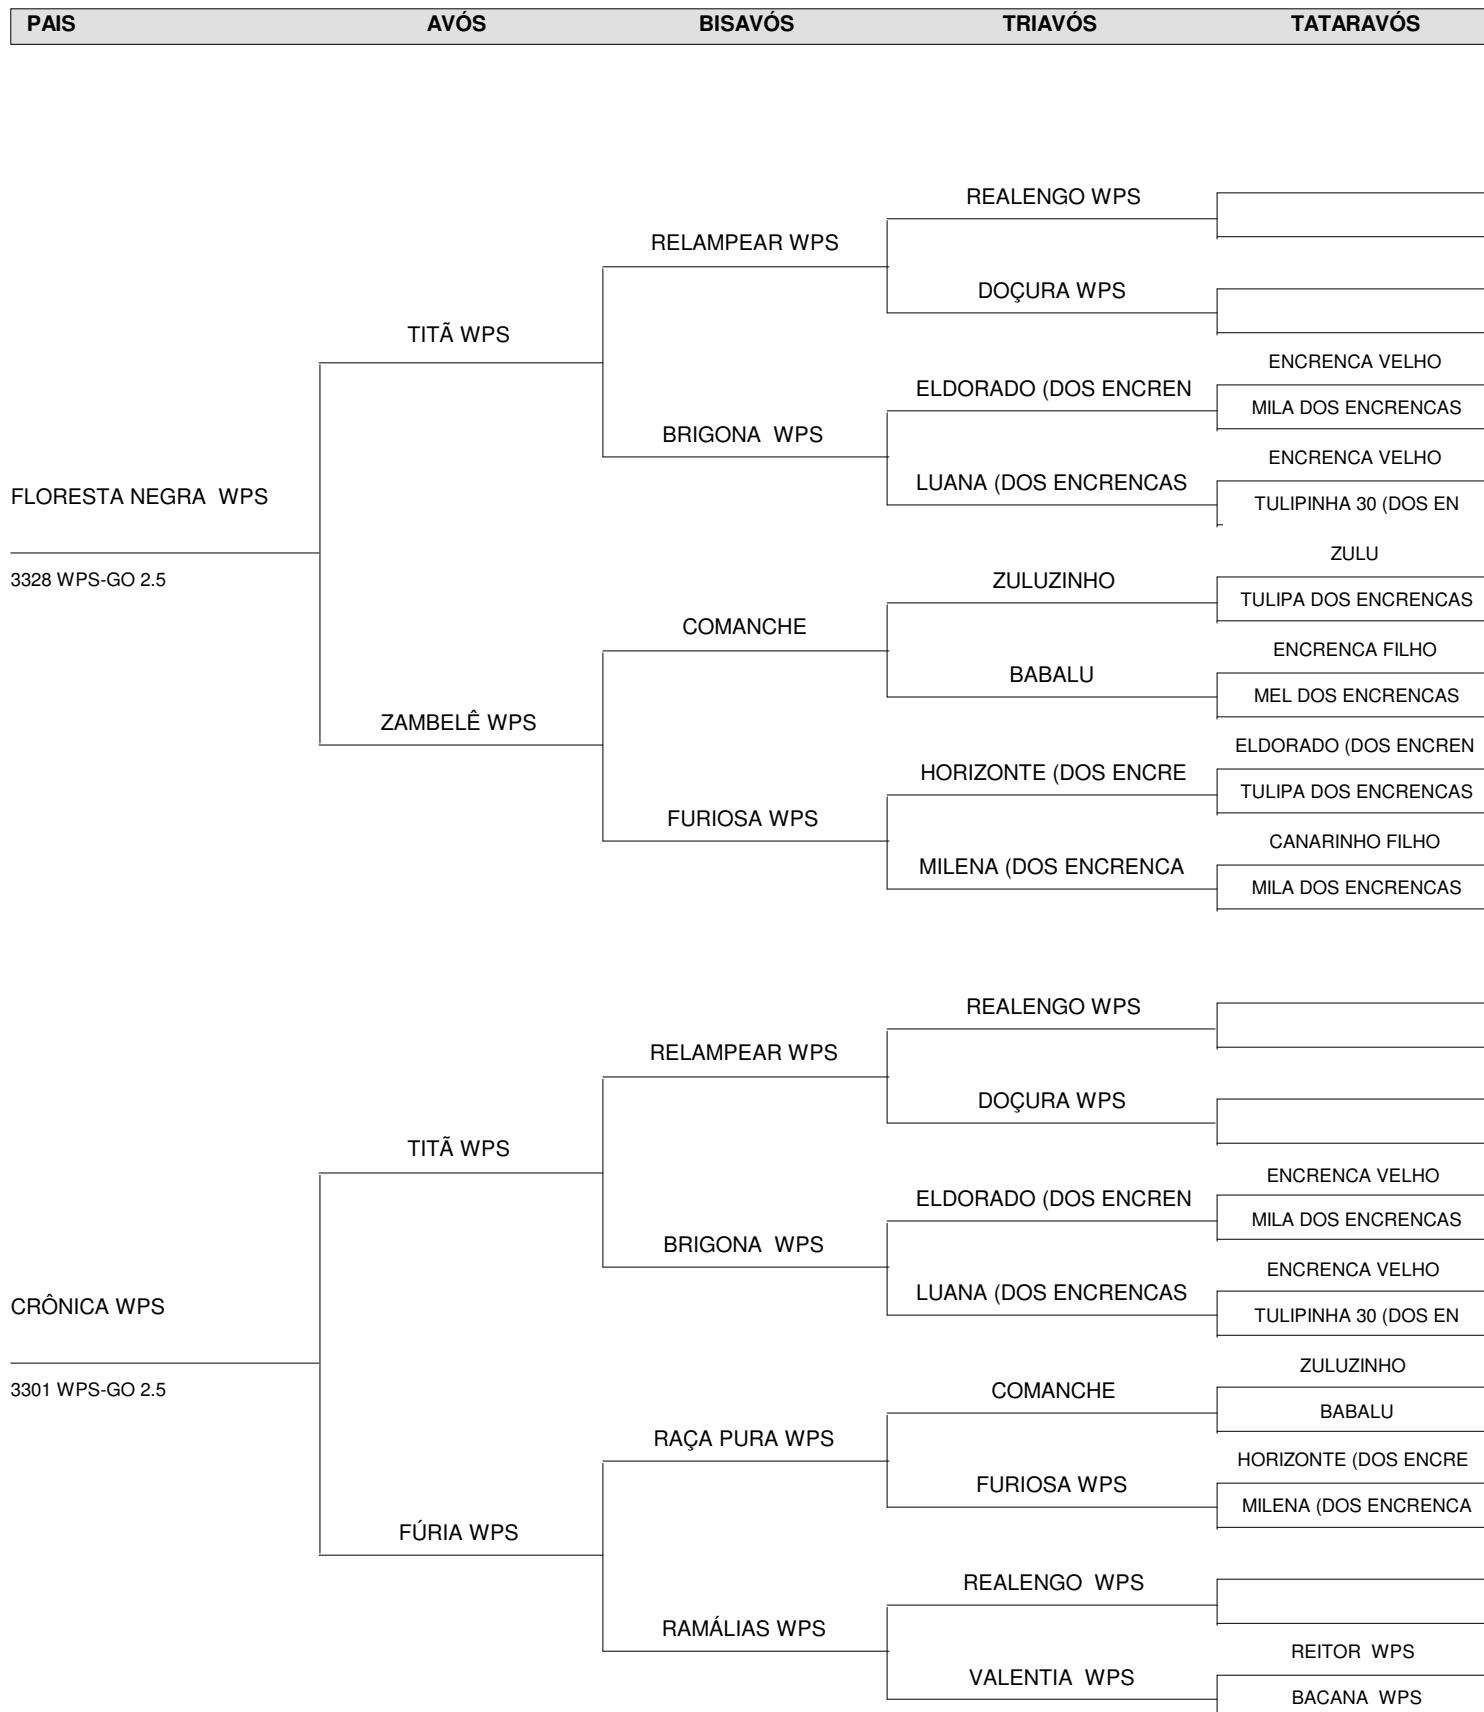 PAIS AVÓS BISAVÓS TRIAVÓS TATARAVÓS
REALENGO WPS
RELAMPEAR WPS
DOÇURA WPS
TITÃ WPS
ENCRENCA VELHO
ELDORADO (DOS ENCREN
MILA DOS ENCRENCAS
BRIGONA WPS
ENCRENCA VELHO
LUANA (DOS ENCRENCAS
TULIPINHA 30 (DOS EN
FLORESTA NEGRA WPS
3328 WPS-GO 2.5
ZULU
ZULUZINHO
TULIPA DOS ENCRENCAS
COMANCHE
ENCRENCA FILHO
BABALU
MEL DOS ENCRENCAS
ZAMBELÊ WPS
ELDORADO (DOS ENCREN
HORIZONTE (DOS ENCRE
TULIPA DOS ENCRENCAS
FURIOSA WPS
CANARINHO FILHO
MILENA (DOS ENCRENCA
MILA DOS ENCRENCAS
REALENGO WPS
RELAMPEAR WPS
DOÇURA WPS
TITÃ WPS
ENCRENCA VELHO
ELDORADO (DOS ENCREN
MILA DOS ENCRENCAS
BRIGONA WPS
ENCRENCA VELHO
LUANA (DOS ENCRENCAS
TULIPINHA 30 (DOS EN
CRÔNICA WPS
3301 WPS-GO 2.5
ZULUZINHO
COMANCHE
BABALU
RAÇA PURA WPS
HORIZONTE (DOS ENCRE
FURIOSA WPS
MILENA (DOS ENCRENCA
FÚRIA WPS
REALENGO WPS
RAMÁLIAS WPS
REITOR WPS
VALENTIA WPS
BACANA WPS